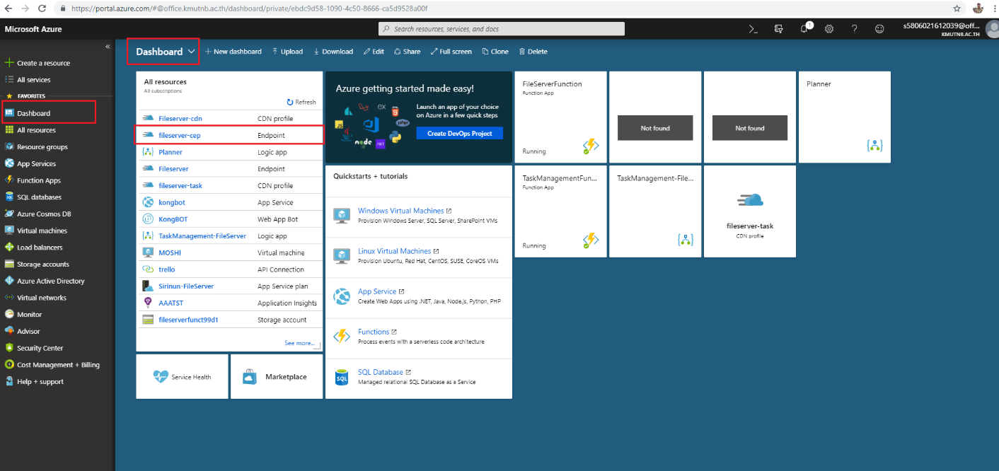 https://portal.azure.com/#@office.kmutnb.ac.th/dashboard/private/ebdc9d58-1090-4c50-8666-ca5d9528a00f
Microsoft Azure
Search resources, services, and docs
1
s5806021612039@off...
KMUTNB.AC.TH
Create a resource
All services
FAVORITES
Dashboard
All resources
Resource groups
App Services
Function Apps
SQL databases
Azure Cosmos DB
Virtual machines
Load balancers
Storage accounts
Azure Active Directory
Virtual networks
Monitor
Advisor
Security Center
Cost Management + Billing
Help + support
Dashboard
New dashboard
Upload
Download
Edit
Share
Full screen
Clone
Delete
All resources
All subscriptions
Refresh
Fileserver-cdn CDN profile
fileserver-cep Endpoint
Planner Logic app
Fileserver Endpoint
fileserver-task CDN profile
kongbot App Service
KongBOT Web App Bot
TaskManagement-FileServer Logic app
MOSHI Virtual machine
trello API Connection
Sirinun-FileServer App Service plan
AAATST Application Insights
fileserverfunct99d1 Storage account
See more...
Service Health
Marketplace
Azure getting started made easy!
Launch an app of your choice
on Azure in a few quick steps
Create DevOps Project
ex
5
JS
php
node
.NET
Quickstarts + tutorials
Windows Virtual Machines
Provision Windows Server, SQL Server, SharePoint VMs
Linux Virtual Machines
Provision Ubuntu, Red Hat, CentOS, SUSE, CoreOS VMs
App Service
Create Web Apps using .NET, Java, Node.js, Python, PHP
Functions
Process events with a serverless code architecture
SQL
SQL Database
Managed relational SQL Database as a Service
FileServerFunction
Function App
Running
Not found
Not found
Planner
TaskManagementFun...
Function App
Running
TaskManagement-File...
fileserver-task
CDN profile